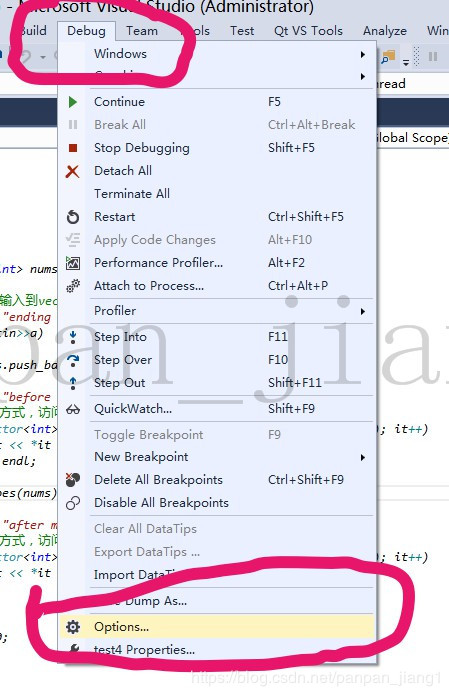 - Microsoft Visual Studio (Administrator)
Build Debug Team Tools Test Qt VS Tools Analyze
Windows
Thread
Continue F5
Break All Ctrl+Alt+Break
(Global Scope)
Stop Debugging Shift+F5
Detach All
Terminate All
Restart Ctrl+Shift+F5
Apply Code Changes Alt+F10
Performance Profiler... Alt+F2
int> nums
Attach to Process... Ctrl+Alt+P
输入到vec
Profiler
"ending
cin>>a)
Step Into F11
Step Over F10
s.push_ba
Step Out Shift+F11
"before
QuickWatch... Shift+F9
方式，访问
ctor<int> ); it++)
Toggle Breakpoint F9
t << *it
New Breakpoint
endl;
Delete All Breakpoints Ctrl+Shift+F9
pes(nums)
Disable All Breakpoints
"after m
Clear All DataTips
方式，访问
ctor<int> ); it++)
Export DataTips ...
t << *it
Import DataTi
Dump As...
Options...
0;
test4 Properties...
pan_jian
https://blog.csdn.net/panpan_jiang1